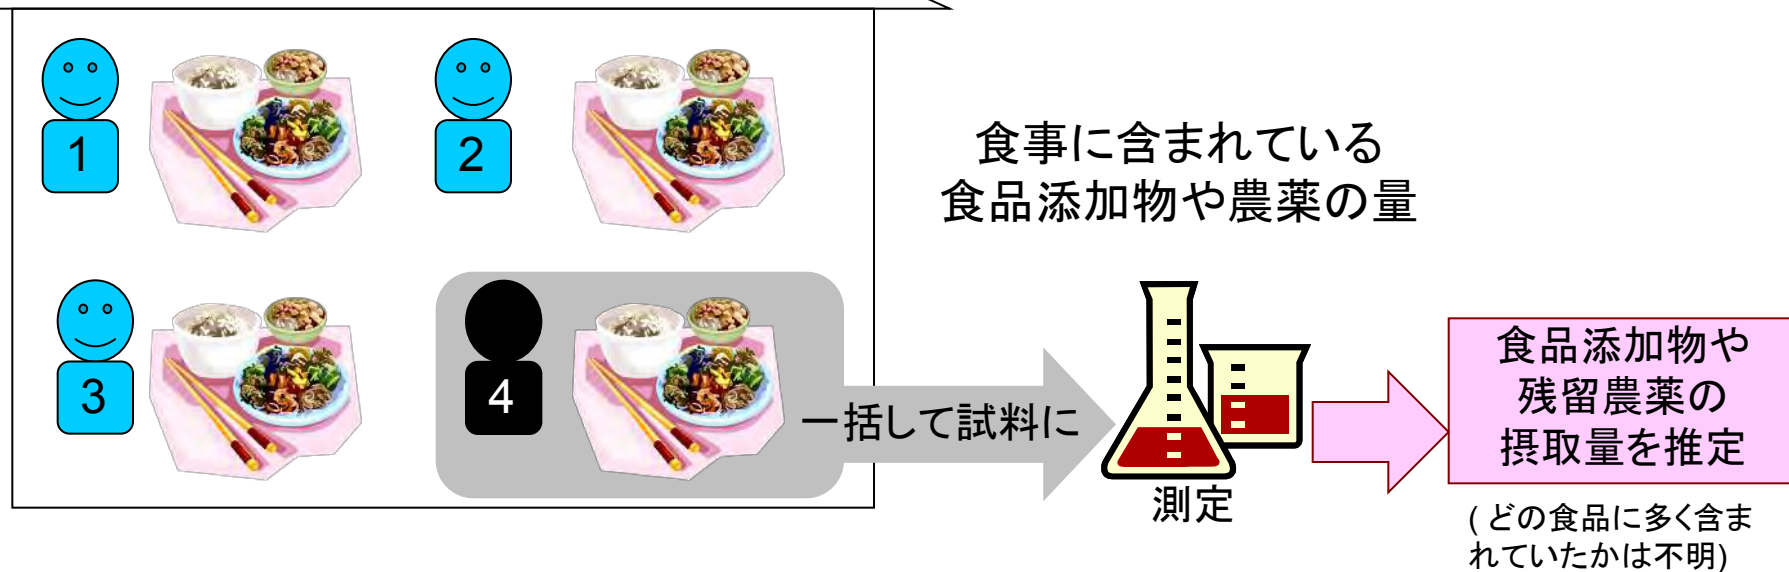 1
2
3
4
食事に含まれている
食品添加物や農薬の量
一括して試料に
測定
食品添加物や
残留農薬の
摂取量を推定
(どの食品に多く含ま
れていたかは不明)